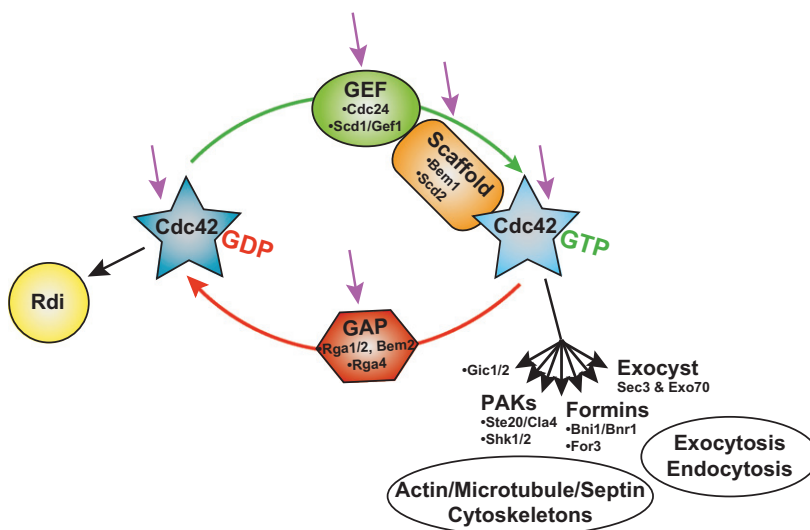 GEF
•Cdc24
•Scd1/Gef1
Scaffold
•Bem1
•Scd2
Cdc42
GDP
Cdc42
GTP
Rdi
GAP
•Rga1/2, Bem2
•Rga4
•Gic1/2
Exocyst
Sec3 & Exo70
PAKs
•Ste20/Cla4
•Shk1/2
Formins
•Bni1/Bnr1
•For3
Exocytosis
Endocytosis
Actin/Microtubule/Septin
Cytoskeletons